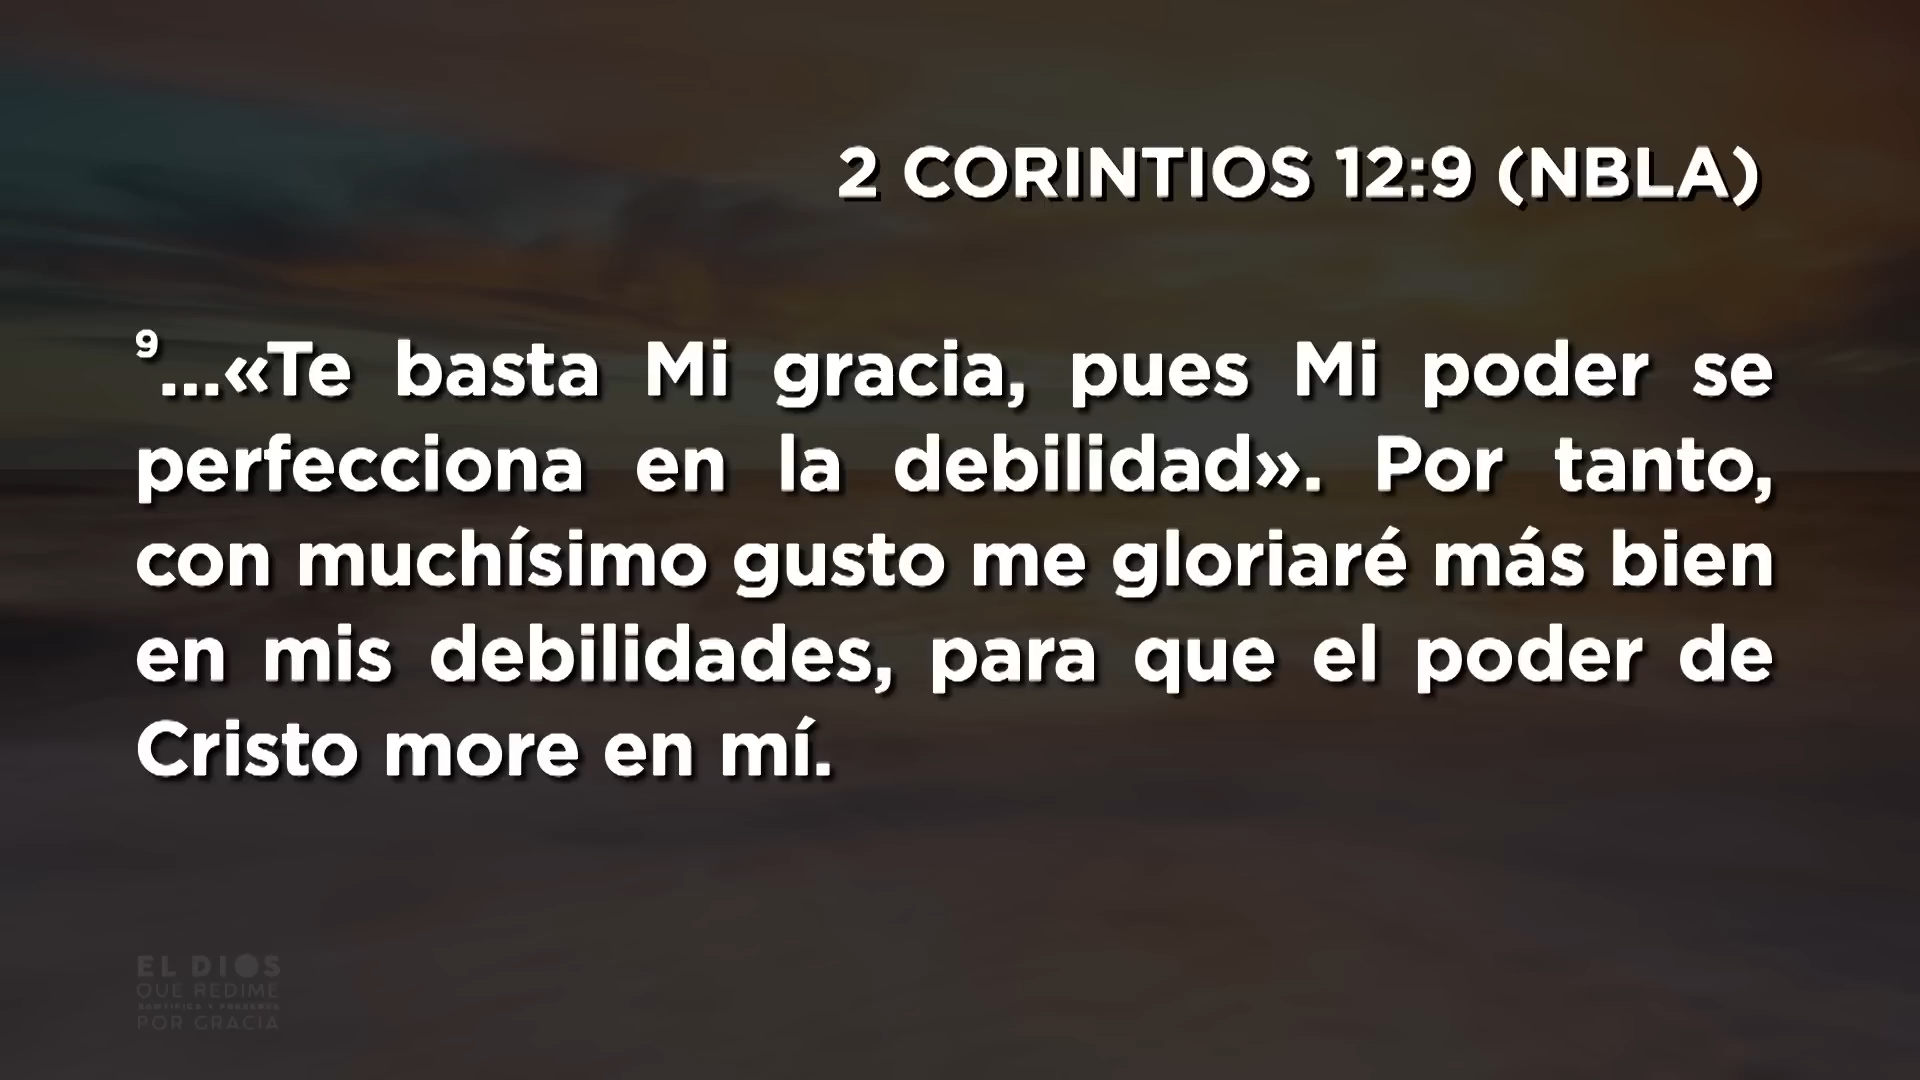 2 CORINTIOS 12:9 (NBLA)
9...«Te basta Mi gracia, pues Mi poder se
perfecciona en la debilidad». Por tanto,
con muchísimo gusto me gloriaré más bien
en mis debilidades, para que el poder de
Cristo more en mí.
EL DIOS
QUE REDIME
SANTIFICA Y PRESERVA
POR GRACIA